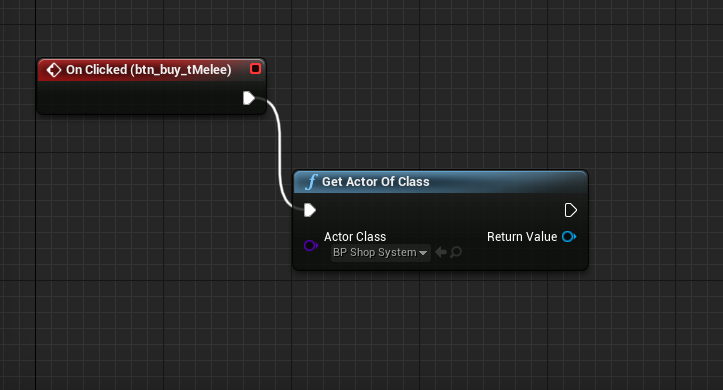 On Clicked (btn_buy_tMelee)
f Get Actor Of Class
Actor Class
Return Value
BP Shop System